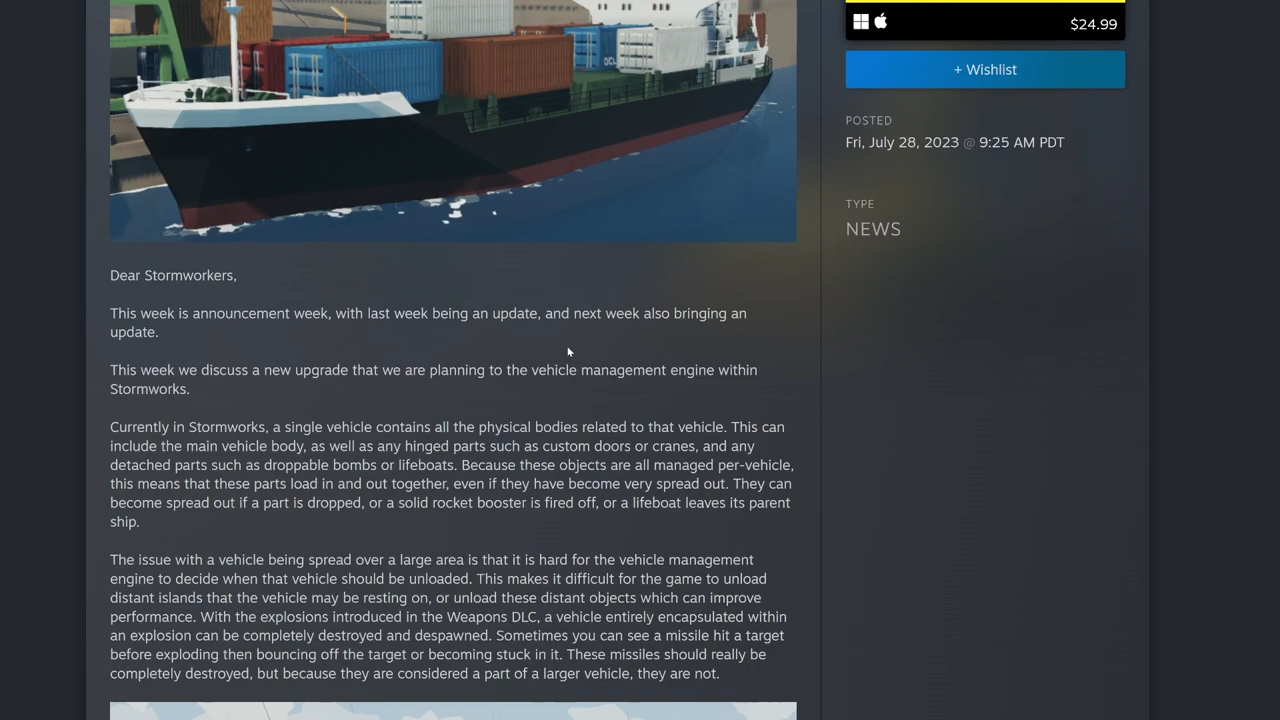 $24.99
+ Wishlist
POSTED
Fri, July 28, 2023 @ 9:25 AM PDT
TYPE
NEWS
Dear Stormworkers,
This week is announcement week, with last week being an update, and next week also bringing an
update.
This week we discuss a new upgrade that we are planning to the vehicle management engine within
Stormworks.
Currently in Stormworks, a single vehicle contains all the physical bodies related to that vehicle. This can
include the main vehicle body, as well as any hinged parts such as custom doors or cranes, and any
detached parts such as droppable bombs or lifeboats. Because these objects are all managed per-vehicle,
this means that these parts load in and out together, even if they have become very spread out. They can
become spread out if a part is dropped, or a solid rocket booster is fired off, or a lifeboat leaves its parent
ship.
The issue with a vehicle being spread over a large area is that it is hard for the vehicle management
engine to decide when that vehicle should be unloaded. This makes it difficult for the game to unload
distant islands that the vehicle may be resting on, or unload these distant objects which can improve
performance. With the explosions introduced in the Weapons DLC, a vehicle entirely encapsulated within
an explosion can be completely destroyed and despawned. Sometimes you can see a missile hit a target
before exploding then bouncing off the target or becoming stuck in it. These missiles should really be
completely destroyed, but because they are considered a part of a larger vehicle, they are not.